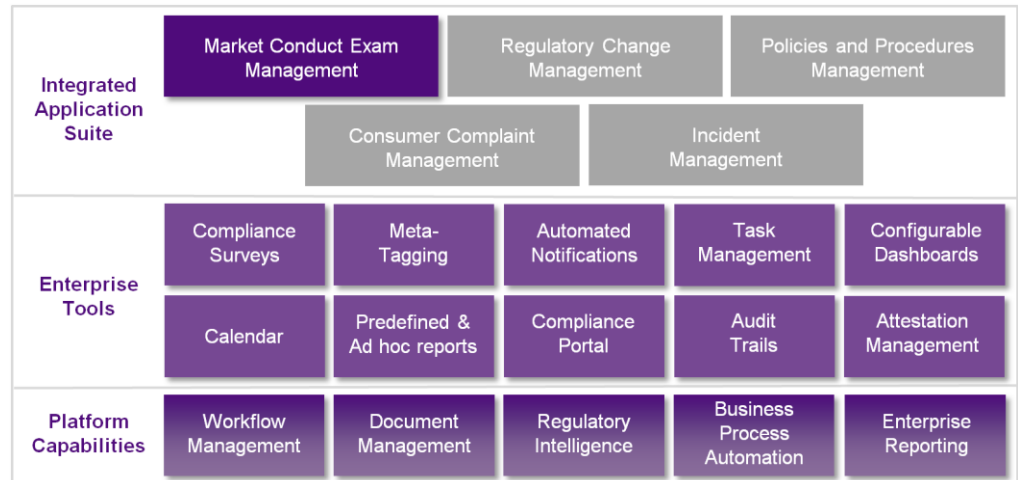 Integrated
Application
Suite
Market Conduct Exam
Management
Regulatory Change
Management
Policies and Procedures
Management
Consumer Complaint
Management
Incident
Management
Enterprise
Tools
Compliance
Surveys
Meta-
Tagging
Automated
Notifications
Task
Management
Configurable
Dashboards
Calendar
Predefined &
Ad hoc reports
Compliance
Portal
Audit
Trails
Attestation
Management
Platform
Capabilities
Workflow
Management
Document
Management
Regulatory
Intelligence
Business
Process
Automation
Enterprise
Reporting